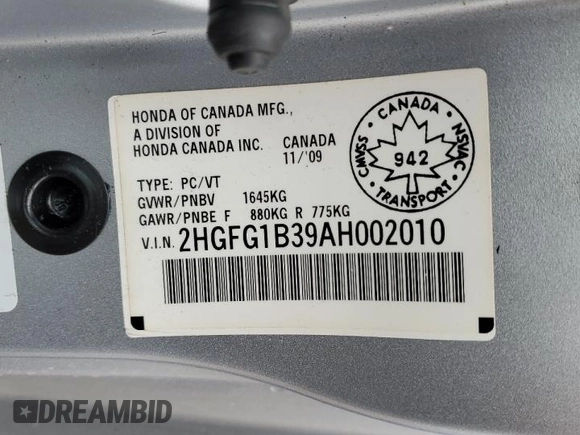 HONDA OF CANADA MFG.,
A DIVISION OF
HONDA CANADA INC. CANADA
11/'09
TYPE: PC/VT
GVWR/PNBV 1645KG
GAWR/PNBE F 880KG R 775KG
V.I.N. 2HGFG1B39AH002010
CANADA
CMVSS 942 NSVAC
TRANSPORT
DREAMBID